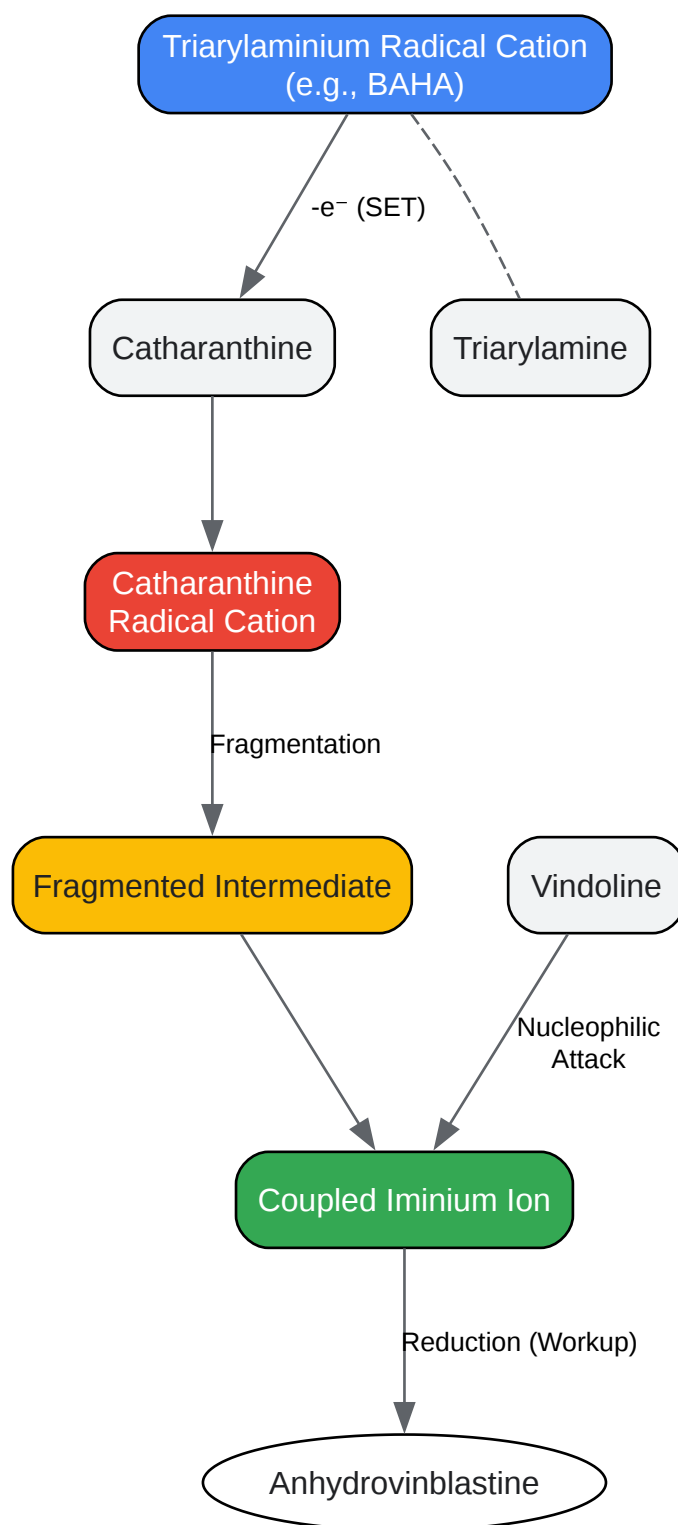 Triarylaminium Radical Cation
(e.g., BAHA)
-e⁻ (SET)
Catharanthine
Triarylamine
Catharanthine
Radical Cation
Fragmentation
Fragmented Intermediate
Vindoline
Nucleophilic
Attack
Coupled Iminium Ion
Reduction (Workup)
Anhydrovinblastine